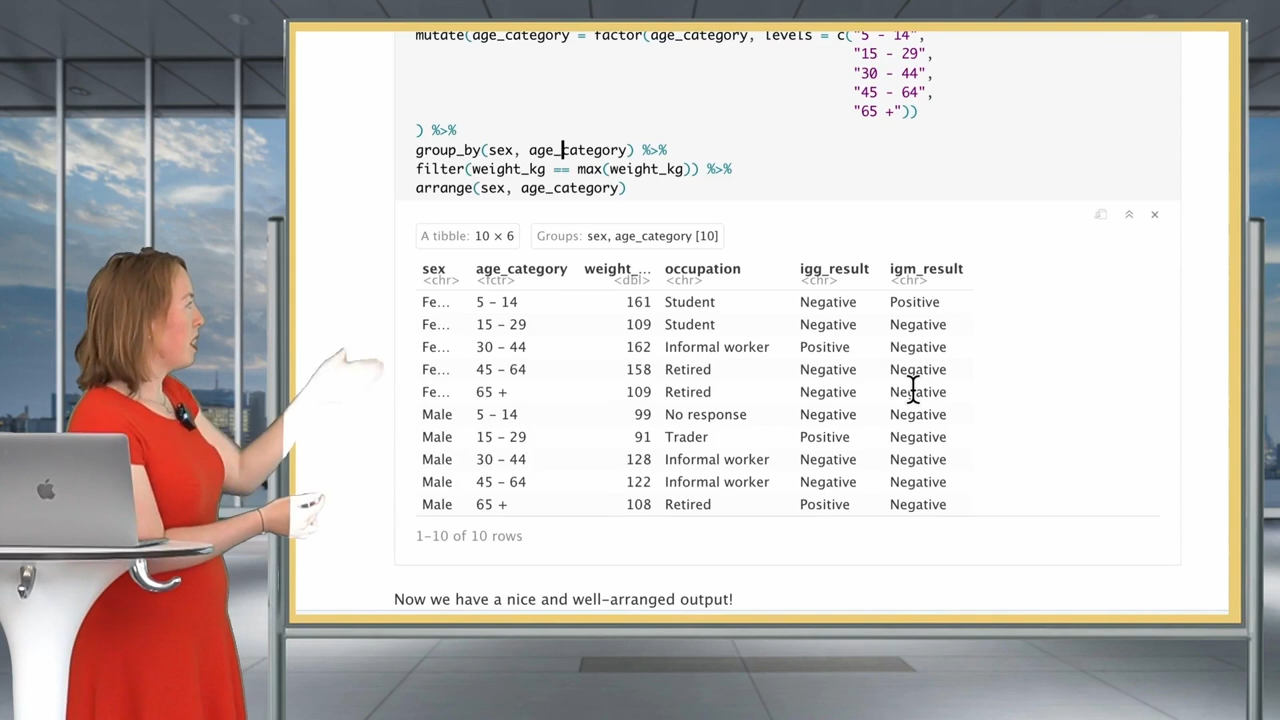 mutate(age_category = factor(age_category, levels = c("5 - 14",
"15 - 29",
"30 - 44",
"45 - 64",
"65 +"))
) %>%
group_by(sex, age_category) %>%
filter(weight_kg == max(weight_kg)) %>%
arrange(sex, age_category)
A tibble: 10 × 6 Groups: sex, age_category [10]
sex age_category weight_... occupation igg_result igm_result
<chr> <fctr> <dbl> <chr> <chr> <chr>
Fe... 5 - 14 161 Student Negative Positive
Fe... 15 - 29 109 Student Negative Negative
Fe... 30 - 44 162 Informal worker Positive Negative
Fe... 45 - 64 158 Retired Negative Negative
Fe... 65 + 109 Retired Negative Negative
Male 5 - 14 99 No response Negative Negative
Male 15 - 29 91 Trader Positive Negative
Male 30 - 44 128 Informal worker Negative Negative
Male 45 - 64 122 Informal worker Negative Negative
Male 65 + 108 Retired Positive Negative
1-10 of 10 rows
Now we have a nice and well-arranged output!